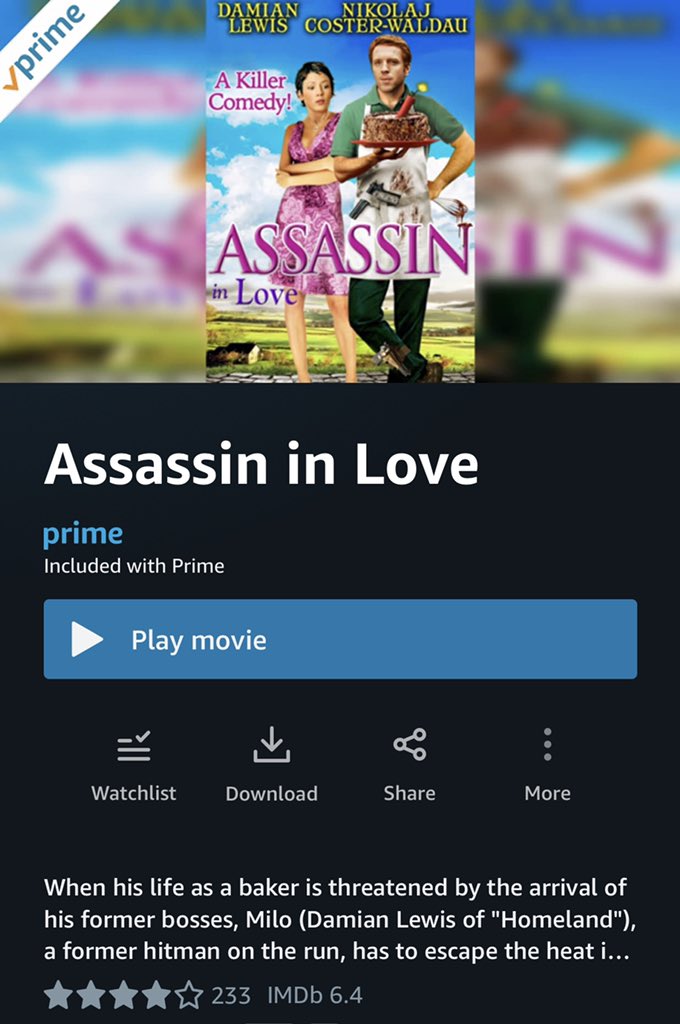 prime
DAMIAN NIKOLAJ
LEWIS COSTER-WALDAU
A Killer
Comedy!
ASSASSIN
in Love
Assassin in Love
prime
Included with Prime
Play movie
Watchlist Download Share More
When his life as a baker is threatened by the arrival of
his former bosses, Milo (Damian Lewis of "Homeland"),
a former hitman on the run, has to escape the heat i...
233 IMDb 6.4